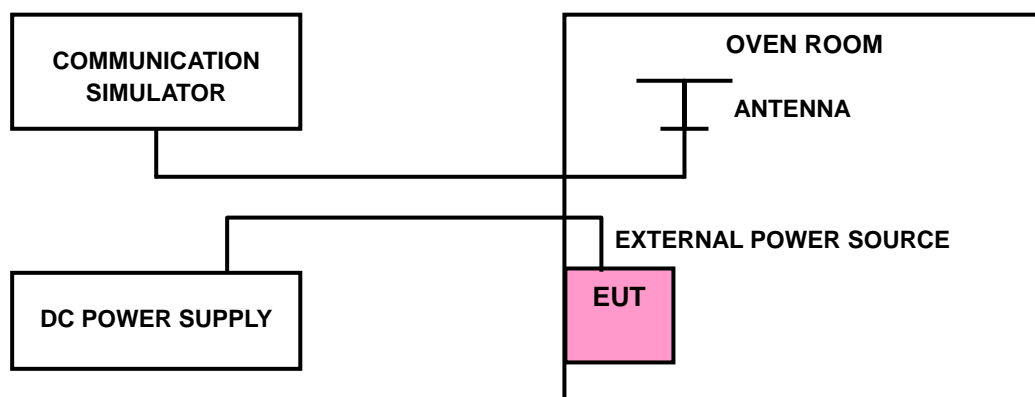 COMMUNICATION
SIMULATOR
OVEN ROOM
ANTENNA
EXTERNAL POWER SOURCE
EUT
DC POWER SUPPLY